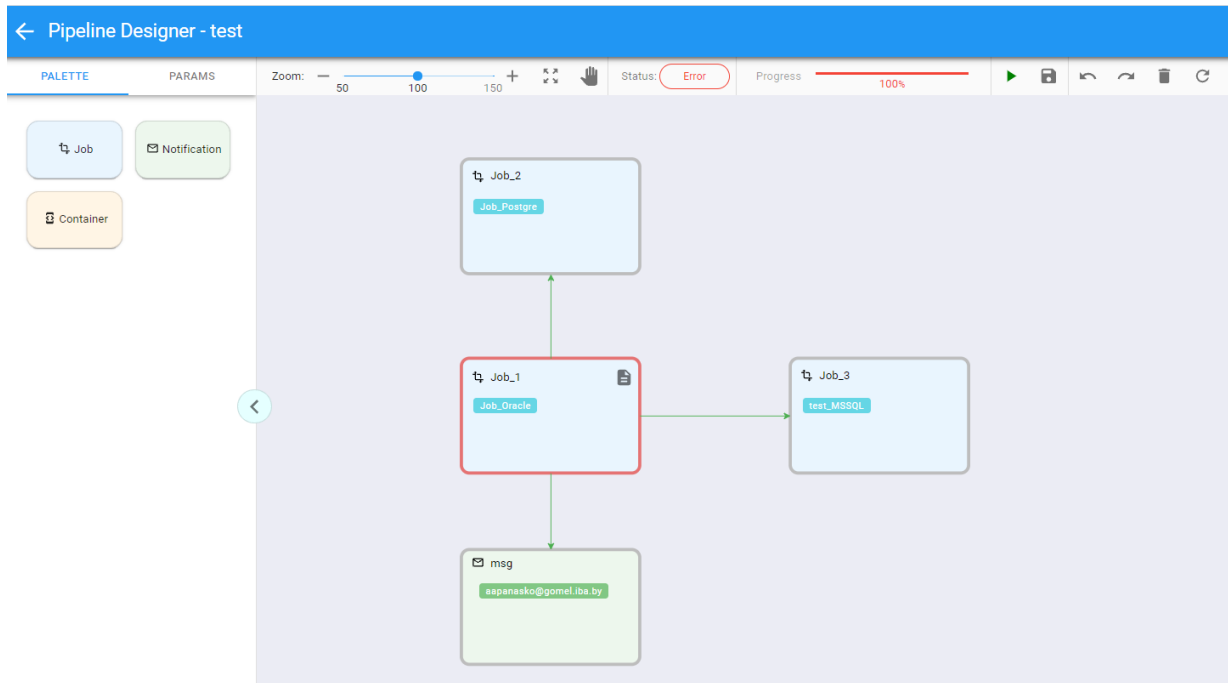 Pipeline Designer - test
PALETTE PARAMS Zoom: 50 100 150 Status: Error Progress 100%
Job Notification
Container
Job_2
Job_Postgre
Job_1
Job_Oracle
Job_3
test_MSSQL
msg
aapanasko@gomel.iba.by